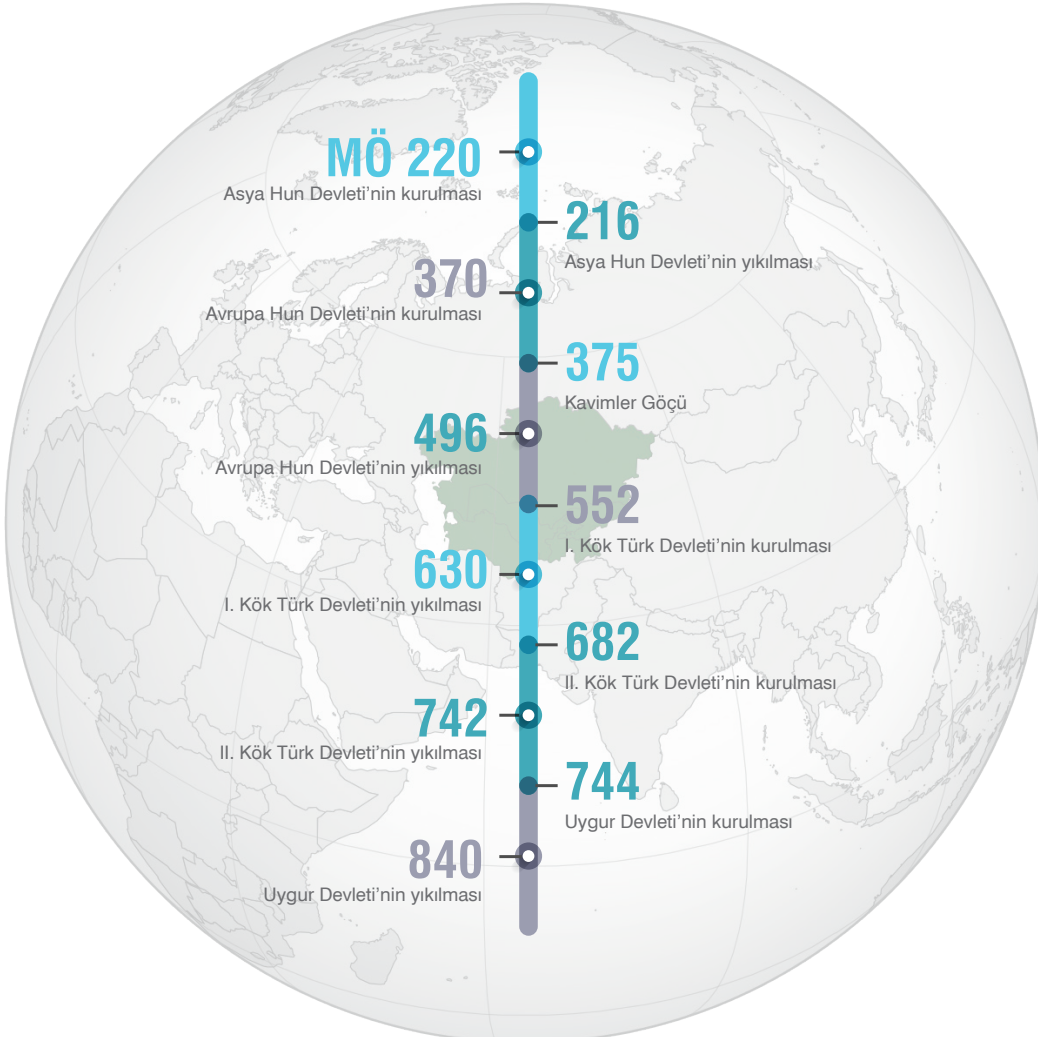 MÖ 220
Asya Hun Devleti’nin kurulması
216
Asya Hun Devleti’nin yıkılması
370
Avrupa Hun Devleti’nin kurulması
375
Kavimler Göçü
496
Avrupa Hun Devleti’nin yıkılması
552
I. Kök Türk Devleti’nin kurulması
630
I. Kök Türk Devleti’nin yıkılması
682
II. Kök Türk Devleti’nin kurulması
742
II. Kök Türk Devleti’nin yıkılması
744
Uygur Devleti’nin kurulması
840
Uygur Devleti’nin yıkılması